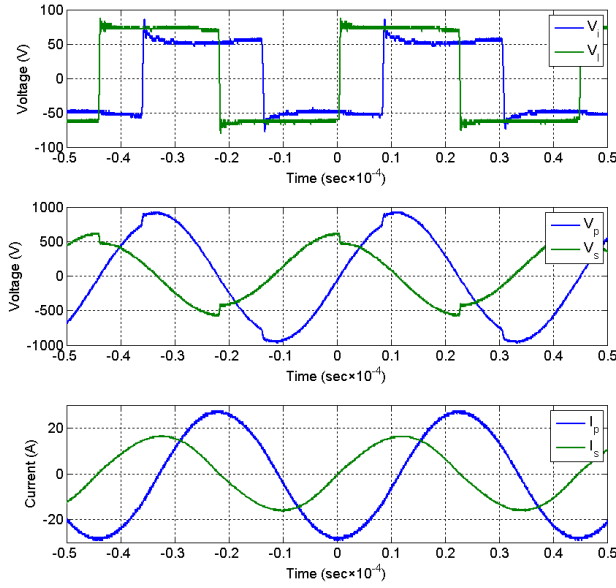 100
50
0
-50
-100
Voltage (V)
V_i
V_l
-0.5 -0.4 -0.3 -0.2 -0.1 0 0.1 0.2 0.3 0.4 0.5
Time (sec×10^-4)
1000
500
0
-500
-1000
Voltage (V)
V_p
V_s
-0.5 -0.4 -0.3 -0.2 -0.1 0 0.1 0.2 0.3 0.4 0.5
Time (sec×10^-4)
20
0
-20
Current (A)
I_p
I_s
-0.5 -0.4 -0.3 -0.2 -0.1 0 0.1 0.2 0.3 0.4 0.5
Time (sec×10^-4)